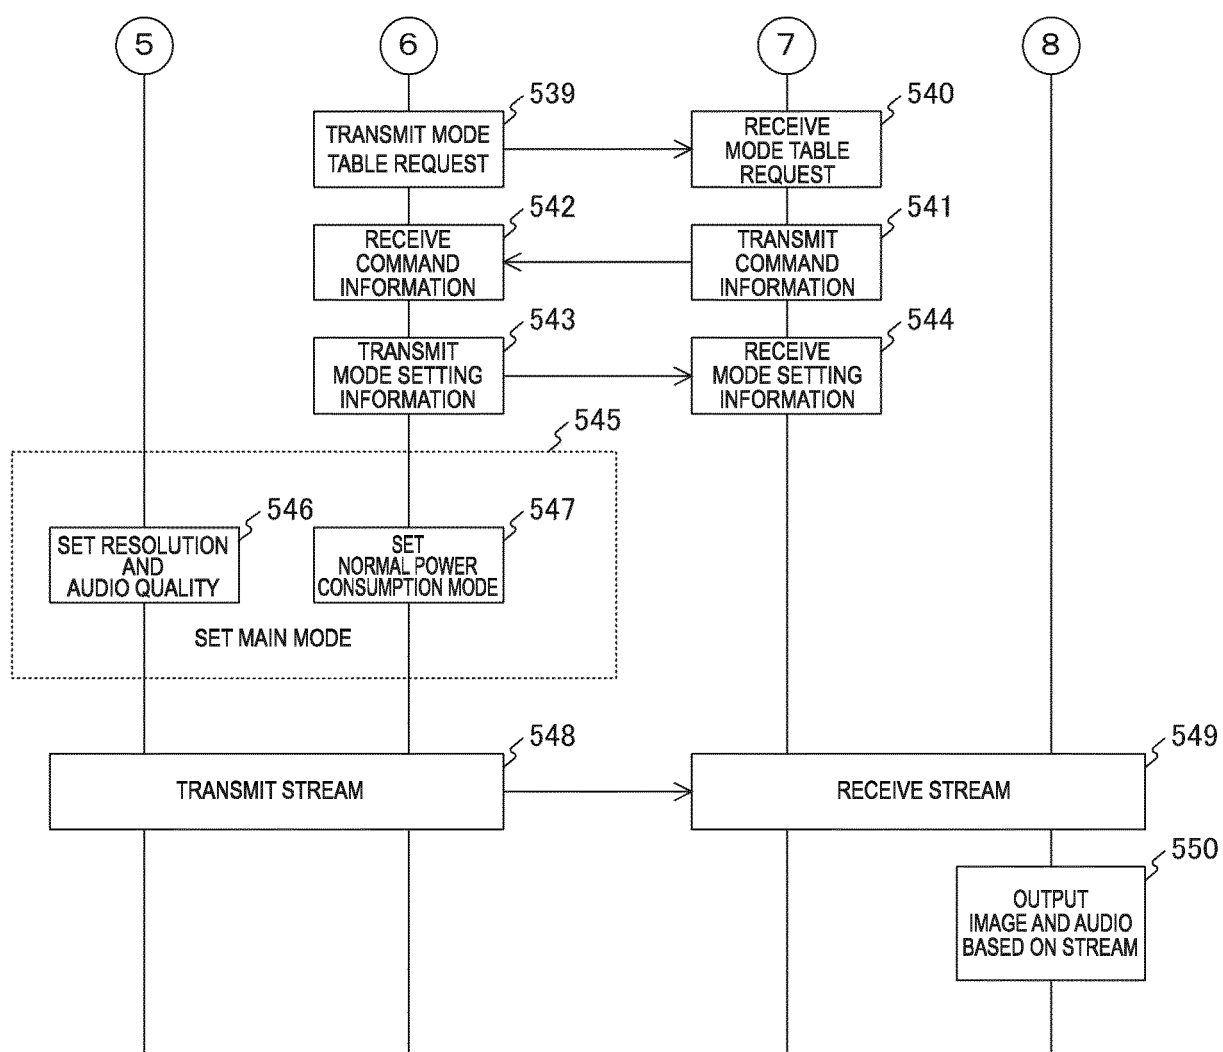 5
6
7
8
539
540
TRANSMIT MODE
TABLE REQUEST
RECEIVE
MODE TABLE
REQUEST
542
541
RECEIVE
COMMAND
INFORMATION
TRANSMIT
COMMAND
INFORMATION
543
544
TRANSMIT
MODE SETTING
INFORMATION
RECEIVE
MODE SETTING
INFORMATION
545
546
547
SET RESOLUTION
AND
AUDIO QUALITY
SET
NORMAL POWER
CONSUMPTION MODE
SET MAIN MODE
548
549
TRANSMIT STREAM
RECEIVE STREAM
550
OUTPUT
IMAGE AND AUDIO
BASED ON STREAM